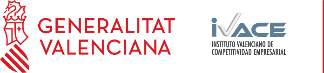 GENERALITAT
VALENCIANA
iVACE
INSTITUTO VALENCIANO DE
COMPETITIVIDAD EMPRESARIAL